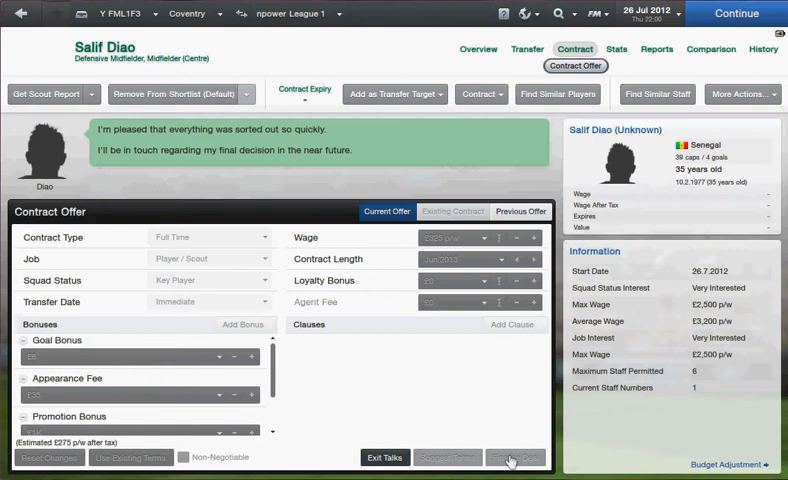 Y FML1F3
Coventry
npower League 1
?
FM
26 Jul 2012
Thu 22:00
Continue
Salif Diao
Defensive Midfielder, Midfielder (Centre)
Overview
Transfer
Contract
Stats
Reports
Comparison
History
Contract Offer
Get Scout Report
Remove From Shortlist (Default)
Contract Expiry
-
Add as Transfer Target
Contract
Find Similar Players
Find Similar Staff
More Actions...
I'm pleased that everything was sorted out so quickly.
I'll be in touch regarding my final decision in the near future.
Diao
Salif Diao (Unknown)
Senegal
39 caps / 4 goals
35 years old
10.2.1977 (35 years old)
Wage -
Wage After Tax -
Expires -
Value -
Contract Offer
Current Offer
Existing Contract
Previous Offer
Contract Type Full Time
Job Player / Scout
Squad Status Key Player
Transfer Date Immediate
Wage £325 p/w
Contract Length Jun 2013
Loyalty Bonus £0
Agent Fee £0
Bonuses
Add Bonus
Goal Bonus
£6
Appearance Fee
£35
Promotion Bonus
£1K
Clauses
Add Clause
(Estimated £275 p/w after tax)
Reset Changes
Use Existing Terms
Non-Negotiable
Exit Talks
Suggest Terms
Information
Start Date 26.7.2012
Squad Status Interest Very Interested
Max Wage £2,500 p/w
Average Wage £3,200 p/w
Job Interest Very Interested
Max Wage £2,500 p/w
Maximum Staff Permitted 6
Current Staff Numbers 1
Budget Adjustment